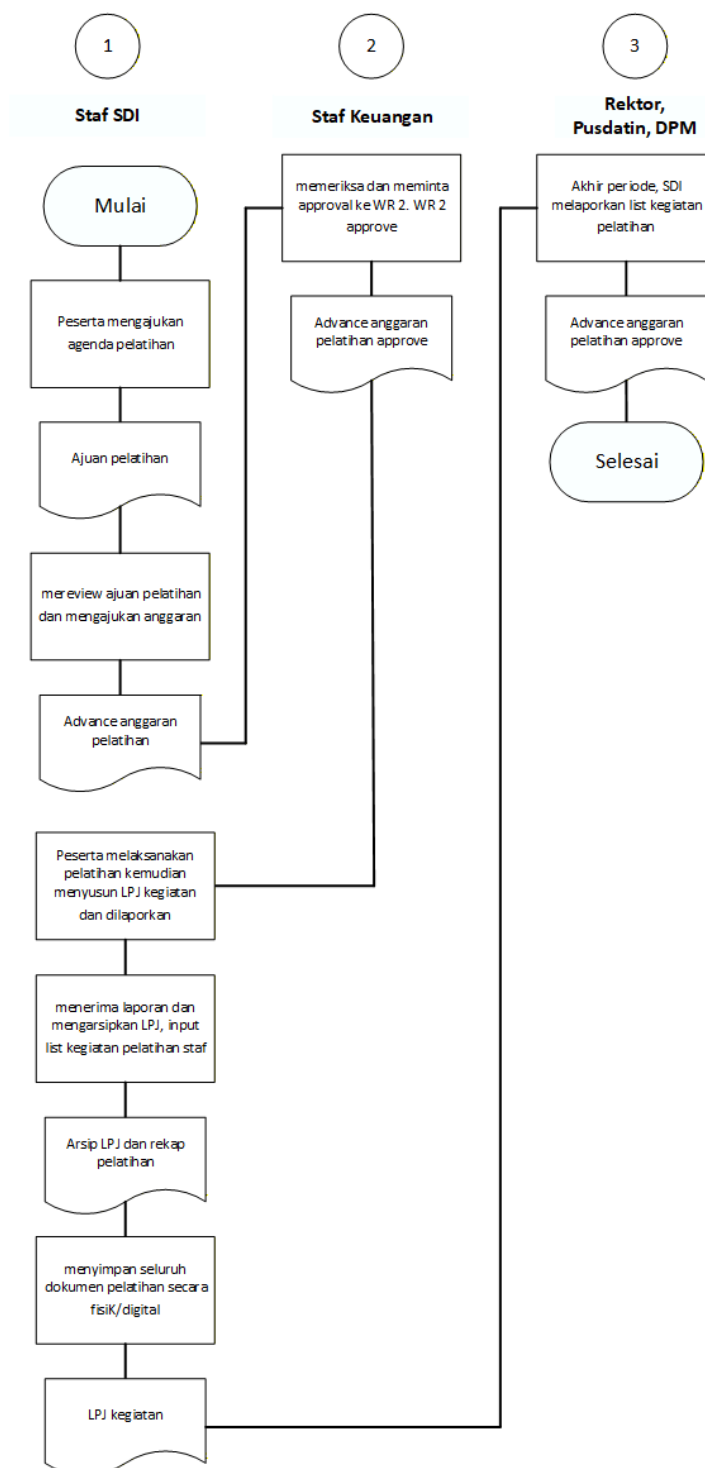 1
Staf SDI
Mulai
Peserta mengajukan
agenda pelatihan
Ajuan pelatihan
mereview ajuan pelatihan
dan mengajukan anggaran
Advance anggaran
pelatihan
Peserta melaksanakan
pelatihan kemudian
menyusun LPJ kegiatan
dan dilaporkan
menerima laporan dan
mengarsipkan LPJ, input
list kegiatan pelatihan staf
Arsip LPJ dan rekap
pelatihan
menyimpan seluruh
dokumen pelatihan secara
fisiK/digital
LPJ kegiatan
2
Staf Keuangan
memeriksa dan meminta
approval ke WR 2. WR 2
approve
Advance anggaran
pelatihan approve
3
Rektor,
Pusdatin, DPM
Akhir periode, SDI
melaporkan list kegiatan
pelatihan
Advance anggaran
pelatihan approve
Selesai